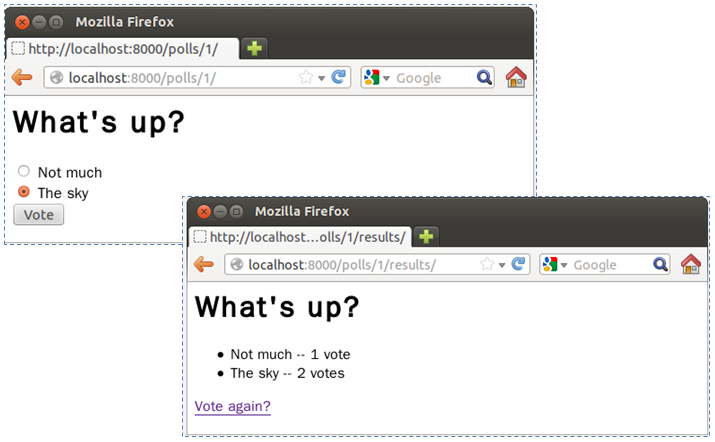 Mozilla Firefox
http://localhost:8000/polls/1/
localhost:8000/polls/1/
Google
What's up?
Not much
The sky
Vote
Mozilla Firefox
http://localhost...olls/1/results/
localhost:8000/polls/1/results/
Google
What's up?
Not much -- 1 vote
The sky -- 2 votes
Vote again?